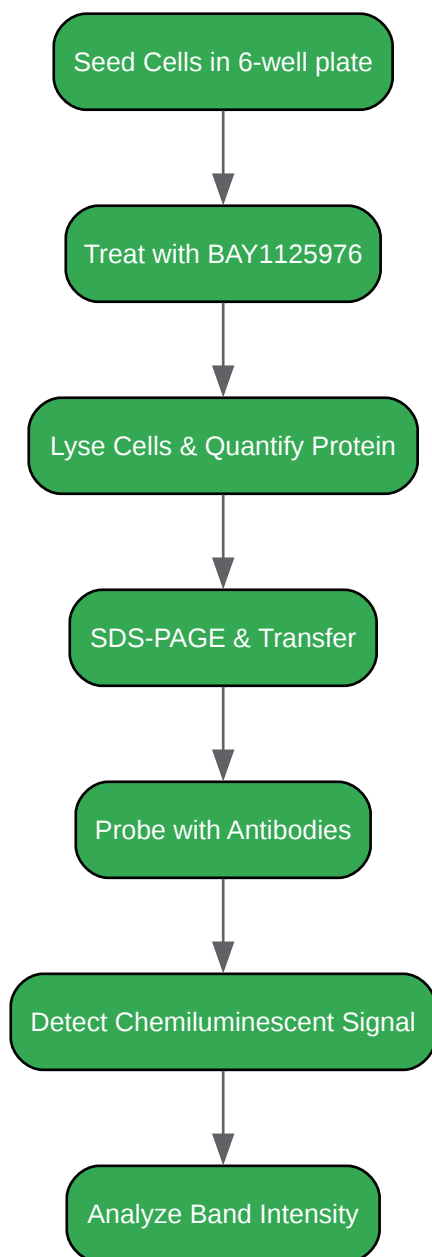 Seed Cells in 6-well plate
Treat with BAY1125976
Lyse Cells & Quantify Protein
SDS-PAGE & Transfer
Probe with Antibodies
Detect Chemiluminescent Signal
Analyze Band Intensity